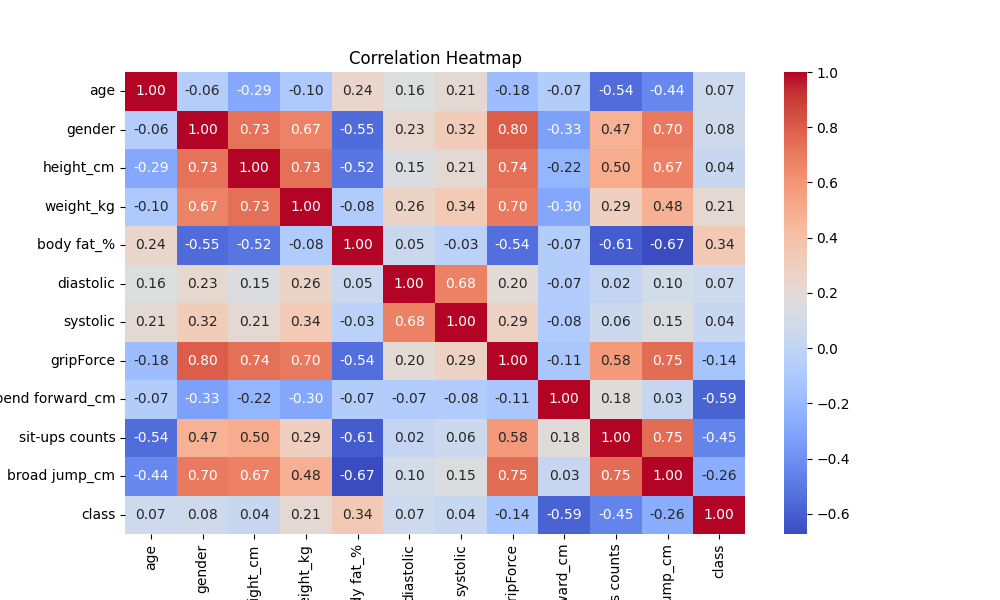 Correlation Heatmap
age 1.00 -0.06 -0.29 -0.10 0.24 0.16 0.21 -0.18 -0.07 -0.54 -0.44 0.07
gender -0.06 1.00 0.73 0.67 -0.55 0.23 0.32 0.80 -0.33 0.47 0.70 0.08
height_cm -0.29 0.73 1.00 0.73 -0.52 0.15 0.21 0.74 -0.22 0.50 0.67 0.04
weight_kg -0.10 0.67 0.73 1.00 -0.08 0.26 0.34 0.70 -0.30 0.29 0.48 0.21
body fat_% 0.24 -0.55 -0.52 -0.08 1.00 0.05 -0.03 -0.54 -0.07 -0.61 -0.67 0.34
diastolic 0.16 0.23 0.15 0.26 0.05 1.00 0.68 0.20 -0.07 0.02 0.10 0.07
systolic 0.21 0.32 0.21 0.34 -0.03 0.68 1.00 0.29 -0.08 0.06 0.15 0.04
gripForce -0.18 0.80 0.74 0.70 -0.54 0.20 0.29 1.00 -0.11 0.58 0.75 -0.14
end forward_cm -0.07 -0.33 -0.22 -0.30 -0.07 -0.07 -0.08 -0.11 1.00 0.18 0.03 -0.59
sit-ups counts -0.54 0.47 0.50 0.29 -0.61 0.02 0.06 0.58 0.18 1.00 0.75 -0.45
broad jump_cm -0.44 0.70 0.67 0.48 -0.67 0.10 0.15 0.75 0.03 0.75 1.00 -0.26
class 0.07 0.08 0.04 0.21 0.34 0.07 0.04 -0.14 -0.59 -0.45 -0.26 1.00
age gender ight_cm eight_kg dy fat_% diastolic systolic ripForce ward_cm s counts ump_cm class
1.0
0.8
0.6
0.4
0.2
0.0
−0.2
−0.4
−0.6